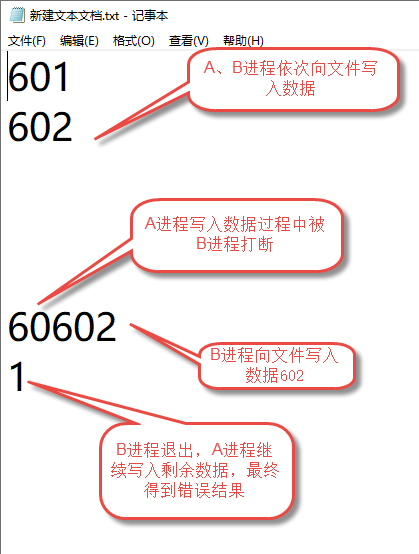 新建文本文档.txt - 记事本
文件(F) 编辑(E) 格式(O) 查看(V) 帮助(H)
601
A、B进程依次向文件写
入数据
602
A进程写入数据过程中被
B进程打断
60602
B进程向文件写入
数据602
1
B进程退出，A进程继
续写入剩余数据，最终
得到错误结果